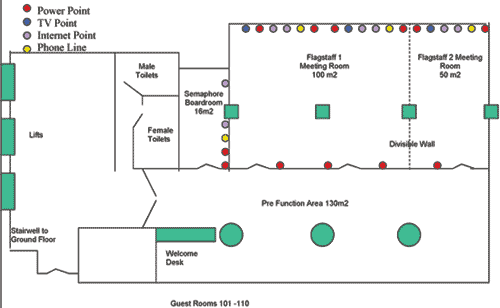 Power Point
TV Point
Internet Point
Phone Line
Male
Toilets
Flagstaff 1
Meeting Room
100 m2
Flagstaff 2 Meeting
Room
50 m2
Semaphore
Boardroom
16m2
Lifts
Female
Toilets
Divisible Wall
Pre Function Area 130m2
Stairwell to
Ground Floor
Welcome
Desk
Guest Rooms 101 -110